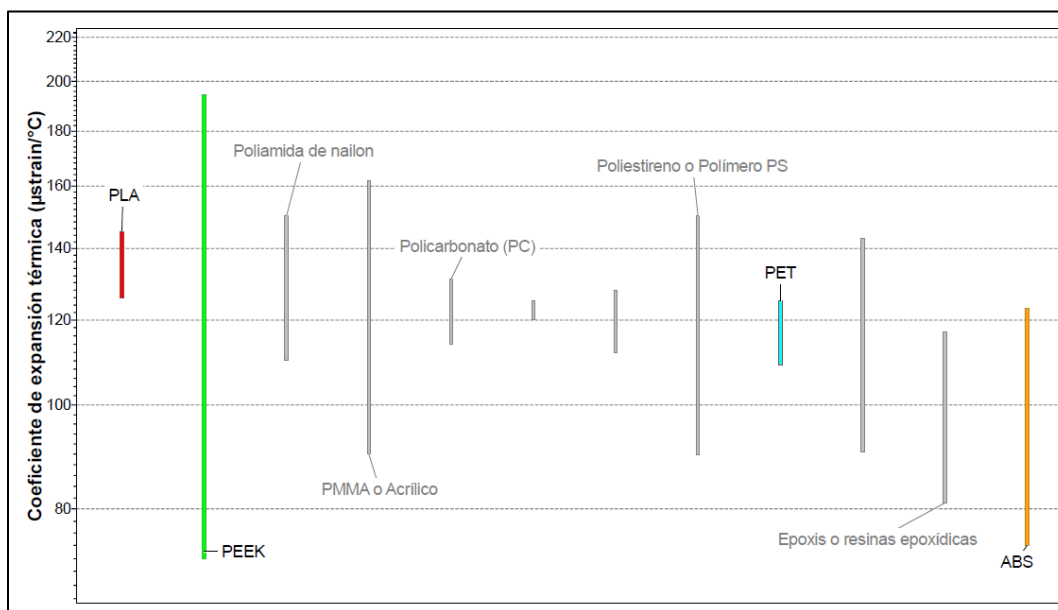 Coeficiente de expansión térmica (µstrain/°C)
220
200
180
160
140
120
100
80
Poliamida de nailon
PLA
Poliestireno o Polímero PS
Policarbonato (PC)
PET
PMMA o Acrílico
Epoxis o resinas epoxídicas
PEEK
ABS